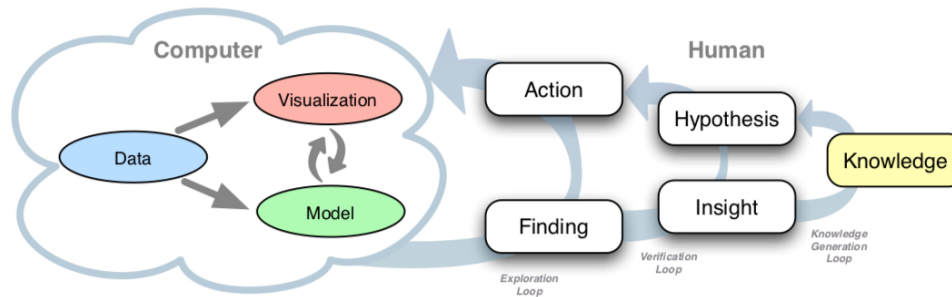 Computer
Human
Visualization
Data
Model
Action
Hypothesis
Knowledge
Finding
Insight
Exploration
Loop
Verification
Loop
Knowledge
Generation
Loop